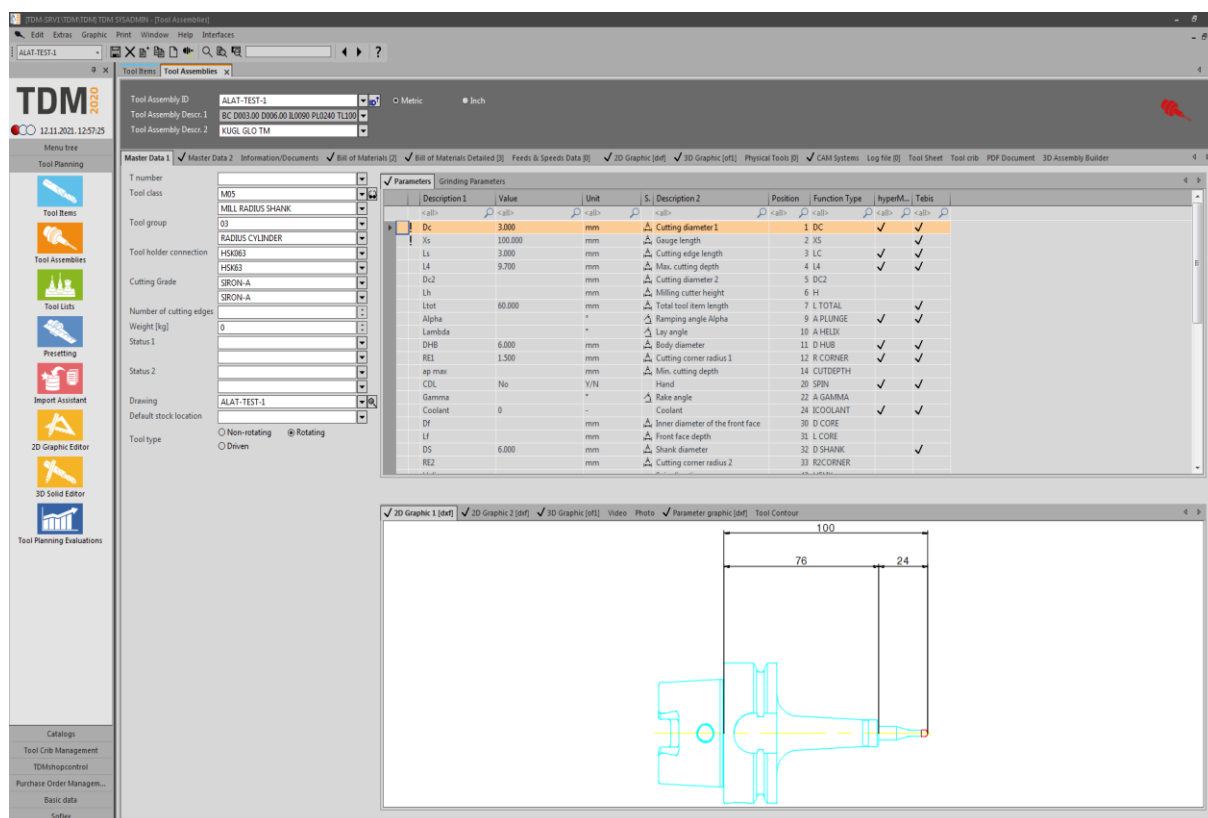 [TDM-SRV1\TDM\TDM] TDM SYSADMIN - [Tool Assemblies]
Edit Extras Graphic Print Window Help Interfaces
ALAT-TEST-1 ?
Tool Items Tool Assemblies x
TDM 2020
12.11.2021. 12:57:25
Menu tree
Tool Planning
Tool Items
Tool Assemblies
Tool Lists
Presetting
Import Assistant
2D Graphic Editor
3D Solid Editor
Tool Planning Evaluations
Catalogs
Tool Crib Management
TDMshopcontrol
Purchase Order Managem...
Basic data
Tool Assembly ID ALAT-TEST-1 Metric Inch
Tool Assembly Descr. 1 BC D003.00 D006.00 IL0090 PL0240 TL100
Tool Assembly Descr. 2 KUGL GLO TM
Master Data 1 Master Data 2 Information/Documents Bill of Materials [2] Bill of Materials Detailed [3] Feeds & Speeds Data [0] 2D Graphic [dxf] 3D Graphic [of1] Physical Tools [0] CAM Systems Log file [0] Tool Sheet Tool crib PDF Document 3D Assembly Builder
T number
Tool class M05
MILL RADIUS SHANK
Tool group 03
RADIUS CYLINDER
Tool holder connection HSK063
HSK63
Cutting Grade SIRON-A
SIRON-A
Number of cutting edges
Weight [kg] 0
Status 1
Status 2
Drawing ALAT-TEST-1
Default stock location
Tool type Non-rotating Rotating
Driven
Parameters Grinding Parameters
Description 1 Value Unit S. Description 2 Position Function Type hyperM... Tebis
<all> <all> <all> <all> <all> <all> <all> <all>
! Dc 3.000 mm Cutting diameter 1 1 DC ✓ ✓
! Xs 100.000 mm Gauge length 2 XS ✓
Ls 3.000 mm Cutting edge length 3 LC ✓ ✓
L4 9.700 mm Max. cutting depth 4 L4 ✓ ✓
Dc2 mm Cutting diameter 2 5 DC2
Lh mm Milling cutter height 6 H
Ltot 60.000 mm Total tool item length 7 L TOTAL ✓
Alpha ° Ramping angle Alpha 9 A PLUNGE ✓ ✓
Lambda ° Lay angle 10 A HELIX
DHB 6.000 mm Body diameter 11 D HUB ✓ ✓
RE1 1.500 mm Cutting corner radius 1 12 R CORNER ✓ ✓
ap max mm Min. cutting depth 14 CUTDEPTH
CDL No Y/N Hand 20 SPIN ✓ ✓
Gamma ° Rake angle 22 A GAMMA
Coolant 0 - Coolant 24 ICOOLANT ✓ ✓
Df mm Inner diameter of the front face 30 D CORE
Lf mm Front face depth 31 L CORE
DS 6.000 mm Shank diameter 32 D SHANK ✓
RE2 mm Cutting corner radius 2 33 R2CORNER
2D Graphic 1 [dxf] 2D Graphic 2 [dxf] 3D Graphic [of1] Video Photo Parameter graphic [dxf] Tool Contour
100
76 24